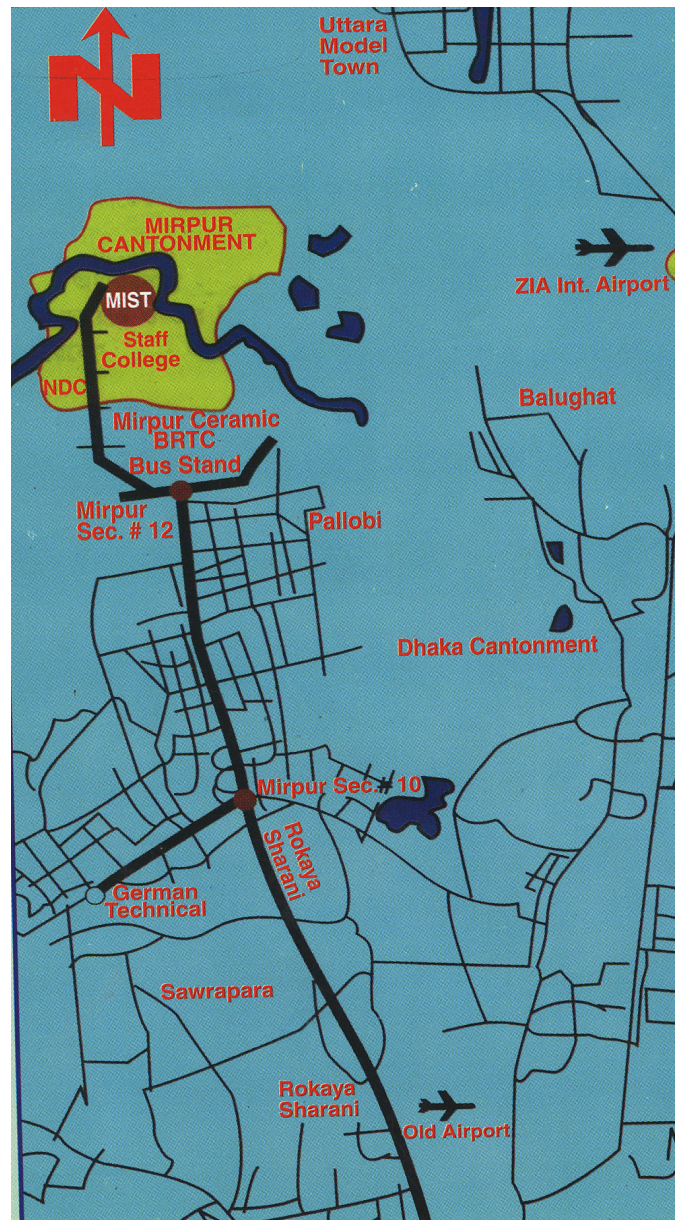 Uttara
Model
Town
N
MIRPUR
CANTONMENT
ZIA Int. Airport
MIST
Staff
College
NDC
Balughat
Mirpur Ceramic
BRTC
Bus Stand
Mirpur
Sec. # 12
Pallobi
Dhaka Cantonment
Mirpur Sec. # 10
Rokaya
Sharani
German
Technical
Sawrapara
Rokaya
Sharani
Old Airport